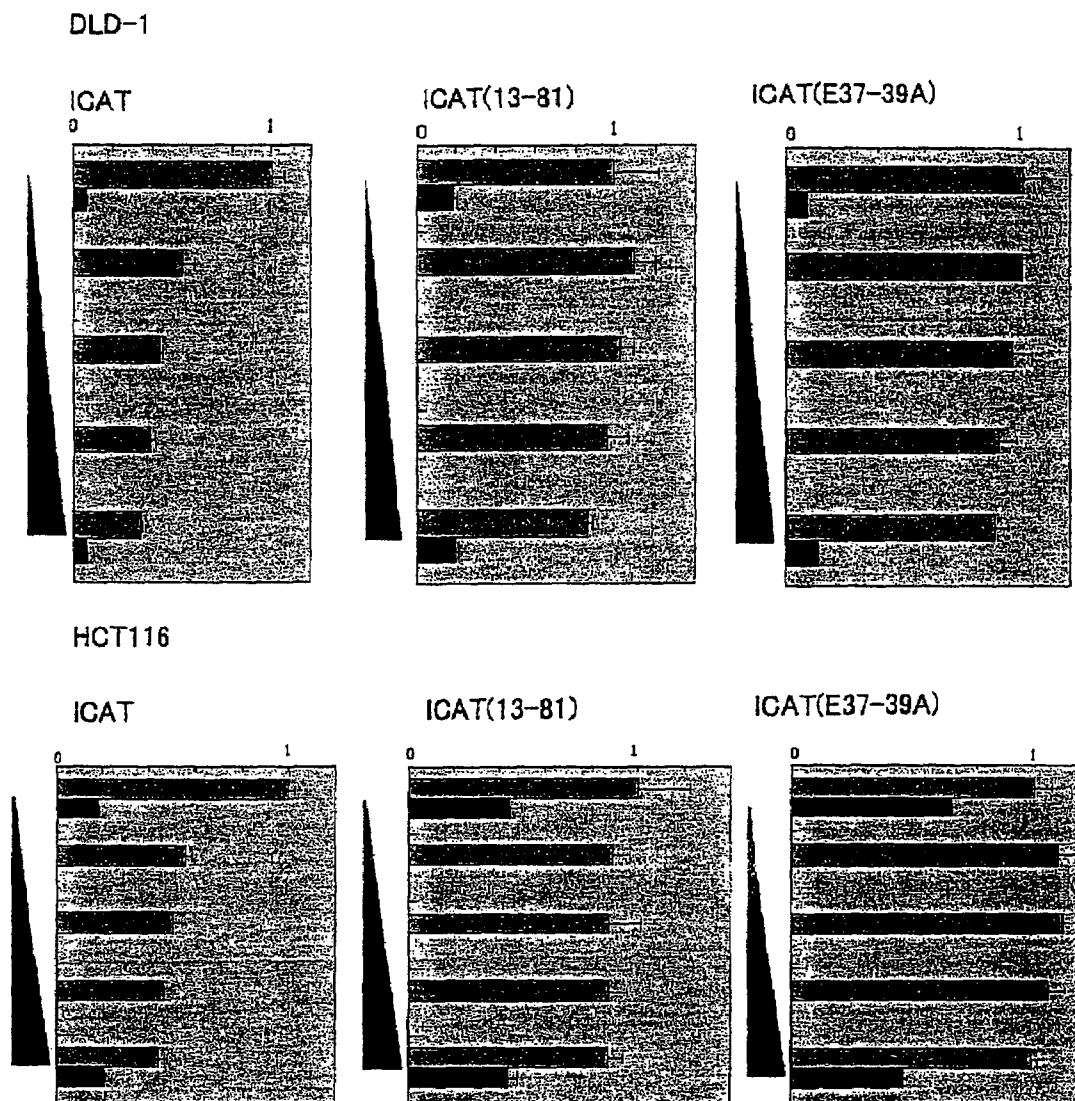 DLD-1
ICAT
ICAT(13-81)
ICAT(E37-39A)
0 1
0 1
0 1
HCT116
ICAT
ICAT(13-81)
ICAT(E37-39A)
0 1
0 1
0 1